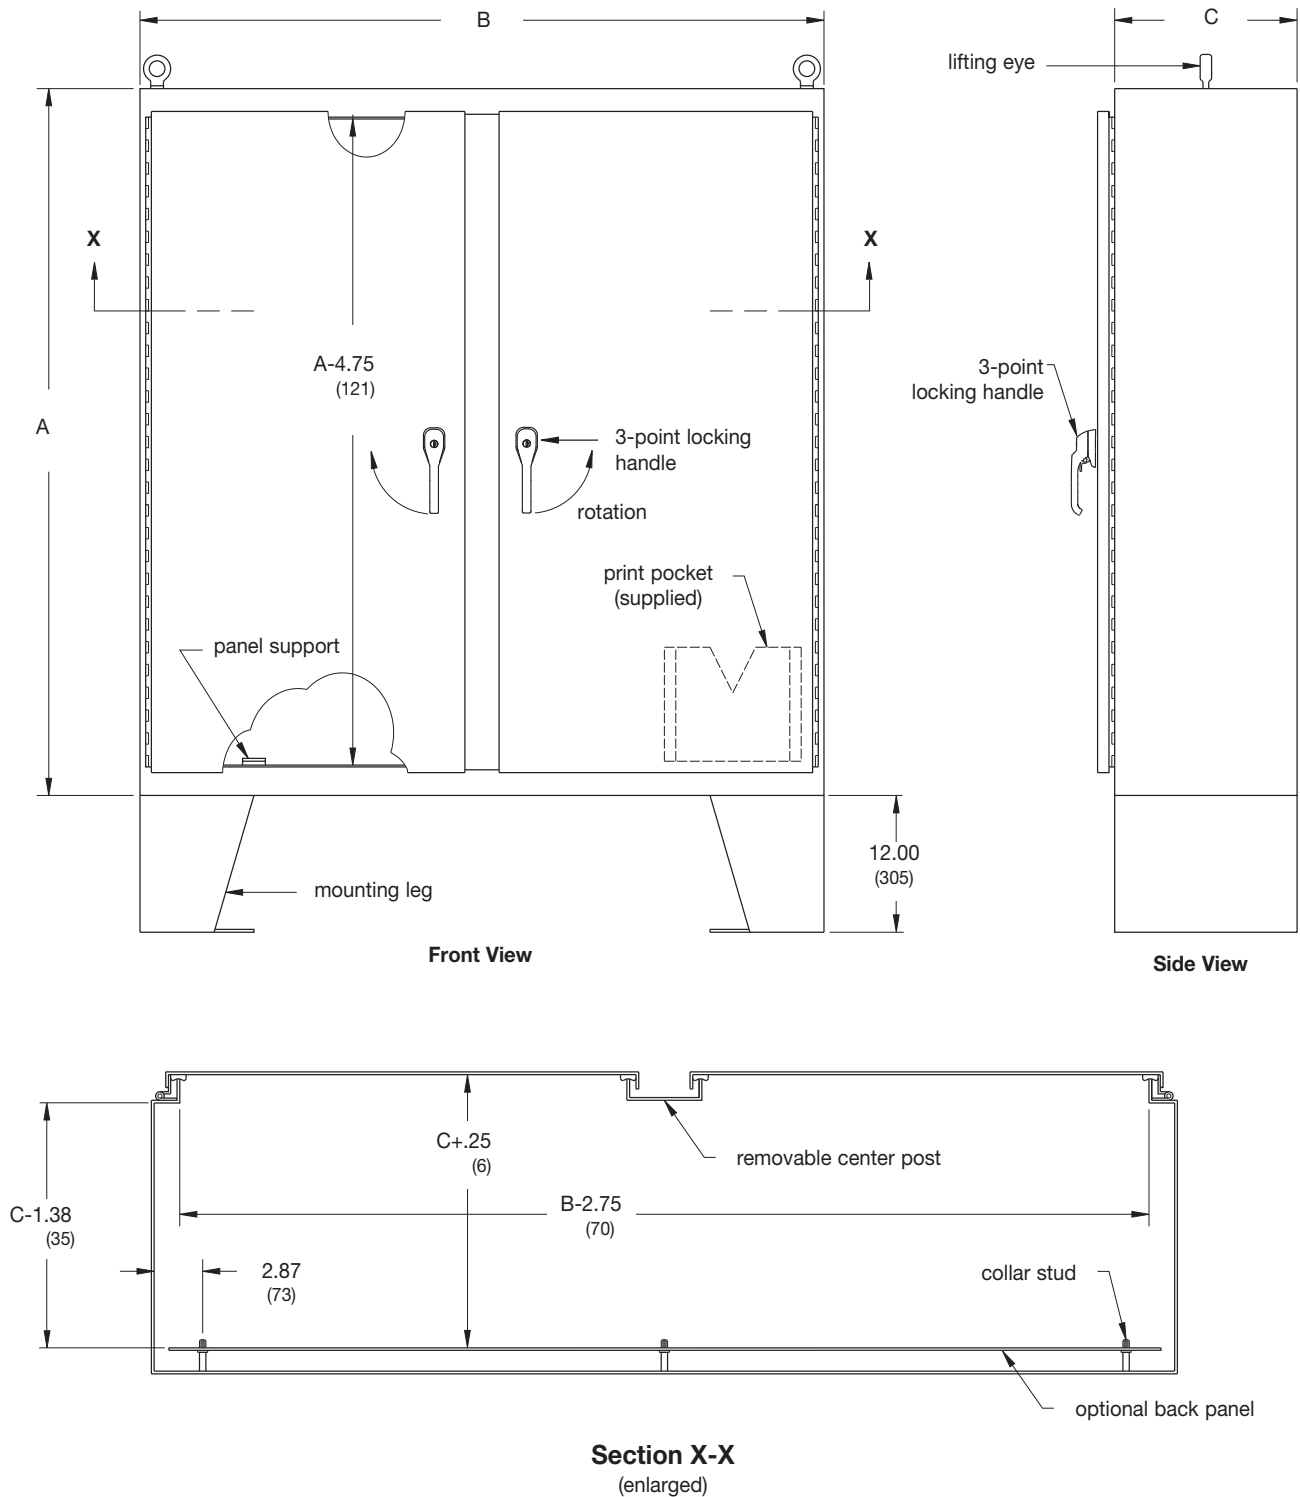 B
C
lifting eye
X
X
A-4.75
(121)
3-point
locking handle
A
3-point locking
handle
rotation
print pocket
(supplied)
panel support
12.00
(305)
mounting leg
Front View
Side View
C+.25
(6)
removable center post
B-2.75
(70)
C-1.38
(35)
2.87
(73)
collar stud
optional back panel
Section X-X
(enlarged)